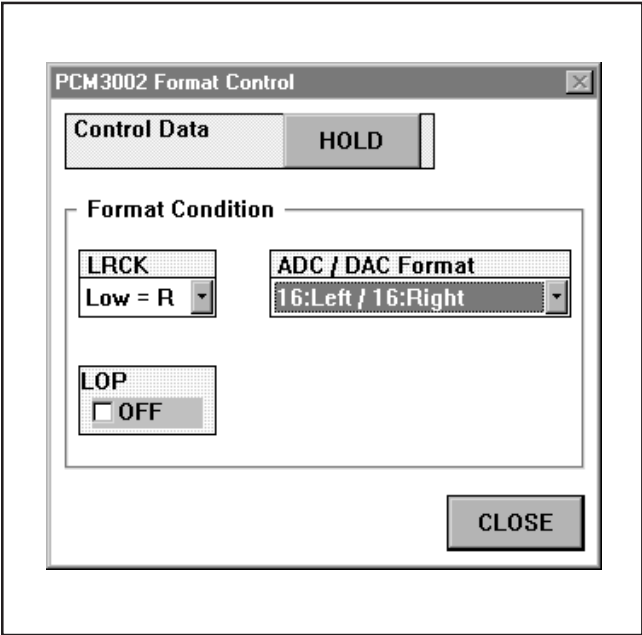 PCM3002 Format Control
Control Data
HOLD
Format Condition
LRCK
Low = R
ADC / DAC Format
16:Left / 16:Right
LOP
OFF
CLOSE